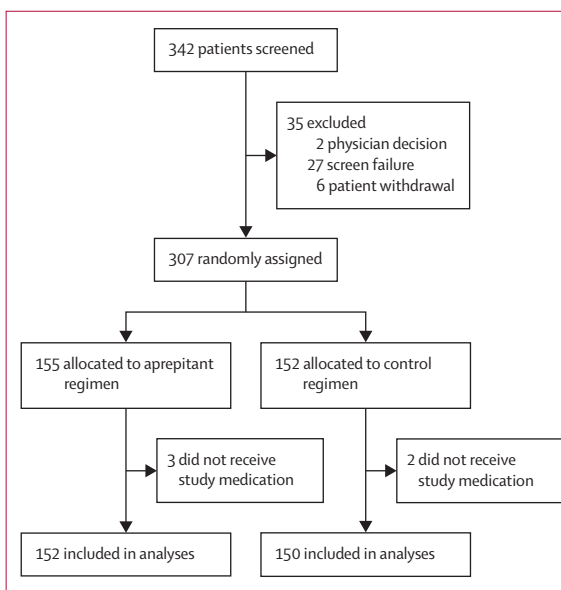 342 patients screened
35 excluded
2 physician decision
27 screen failure
6 patient withdrawal
307 randomly assigned
155 allocated to aprepitant
regimen
152 allocated to control
regimen
3 did not receive
study medication
2 did not receive
study medication
152 included in analyses
150 included in analyses